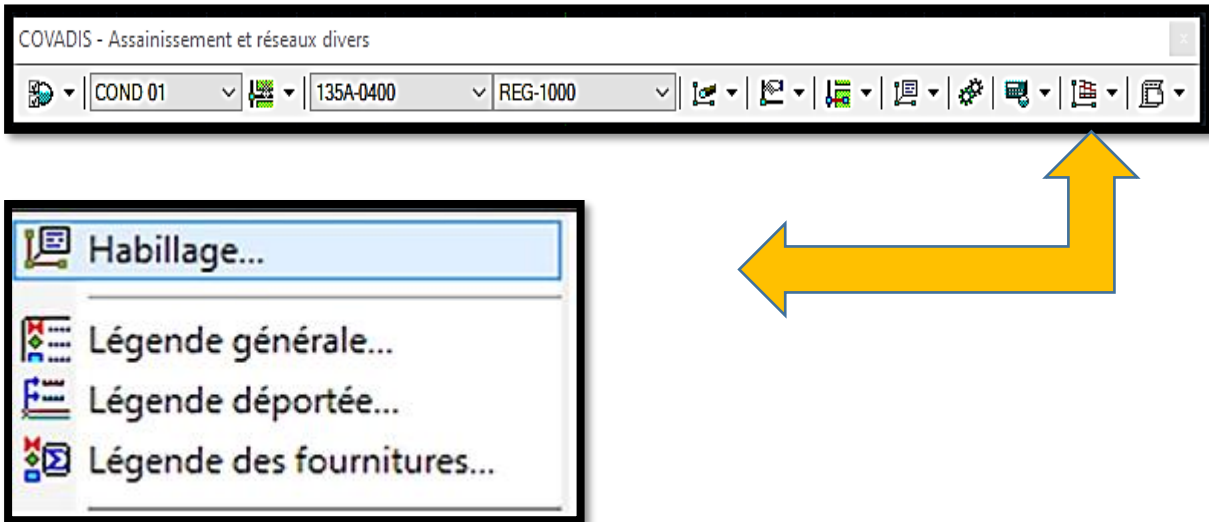 COVADIS - Assainissement et réseaux divers
COND 01 135A-0400 REG-1000
Habillage...
Légende générale...
Légende déportée...
Légende des fournitures...